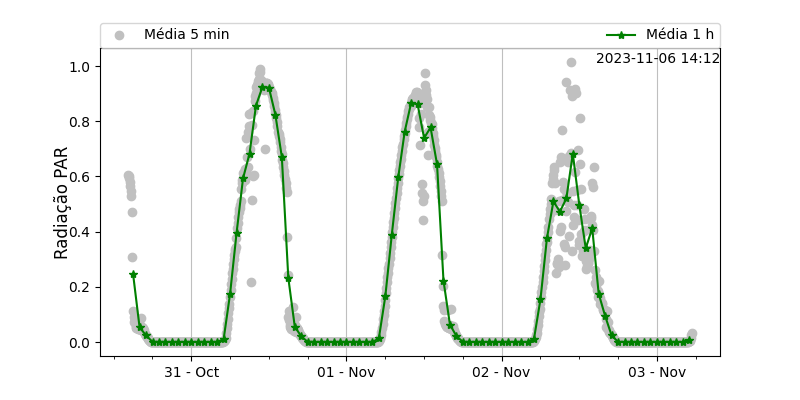 Média 5 min
Média 1 h
2023-11-06 14:12
Radiação PAR
1.0
0.8
0.6
0.4
0.2
0.0
31 - Oct
01 - Nov
02 - Nov
03 - Nov